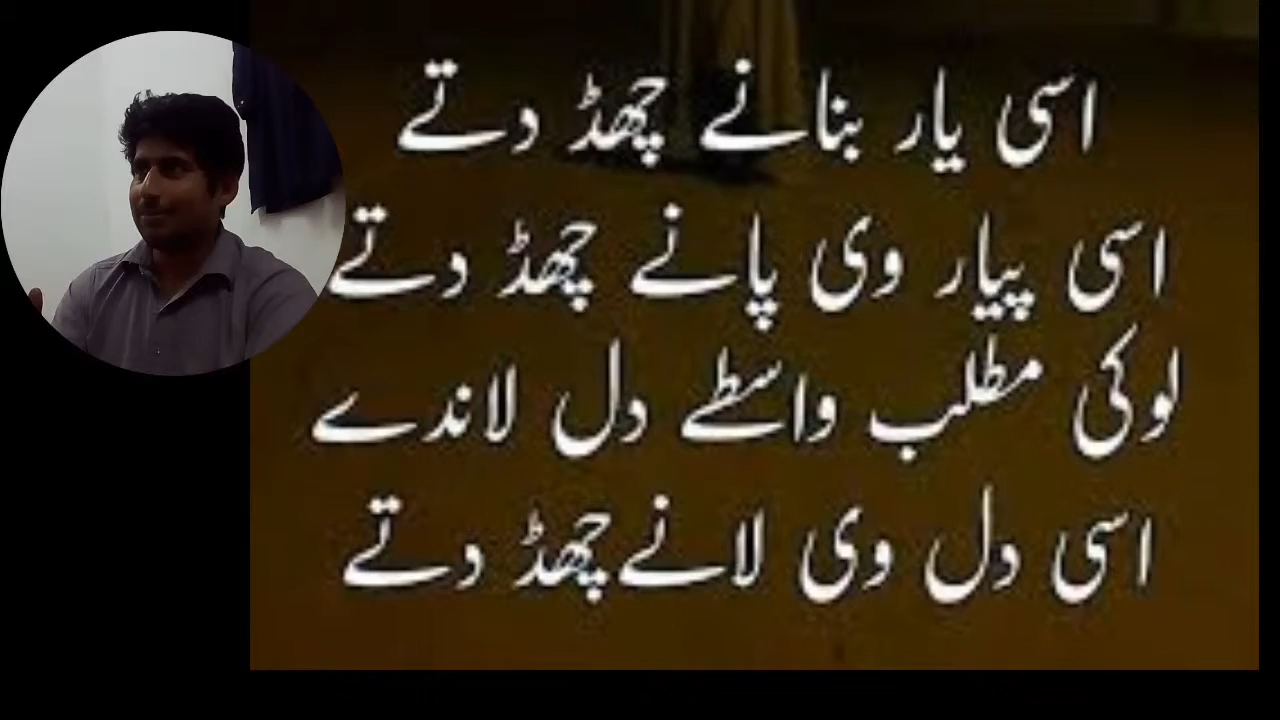 اسی یار بنانے چھڈ دتے
اسی پیار وی پانے چھڈ دتے
لوکی مطلب واسطے دل لاندے
اسی دل وی لانے چھڈ دتے